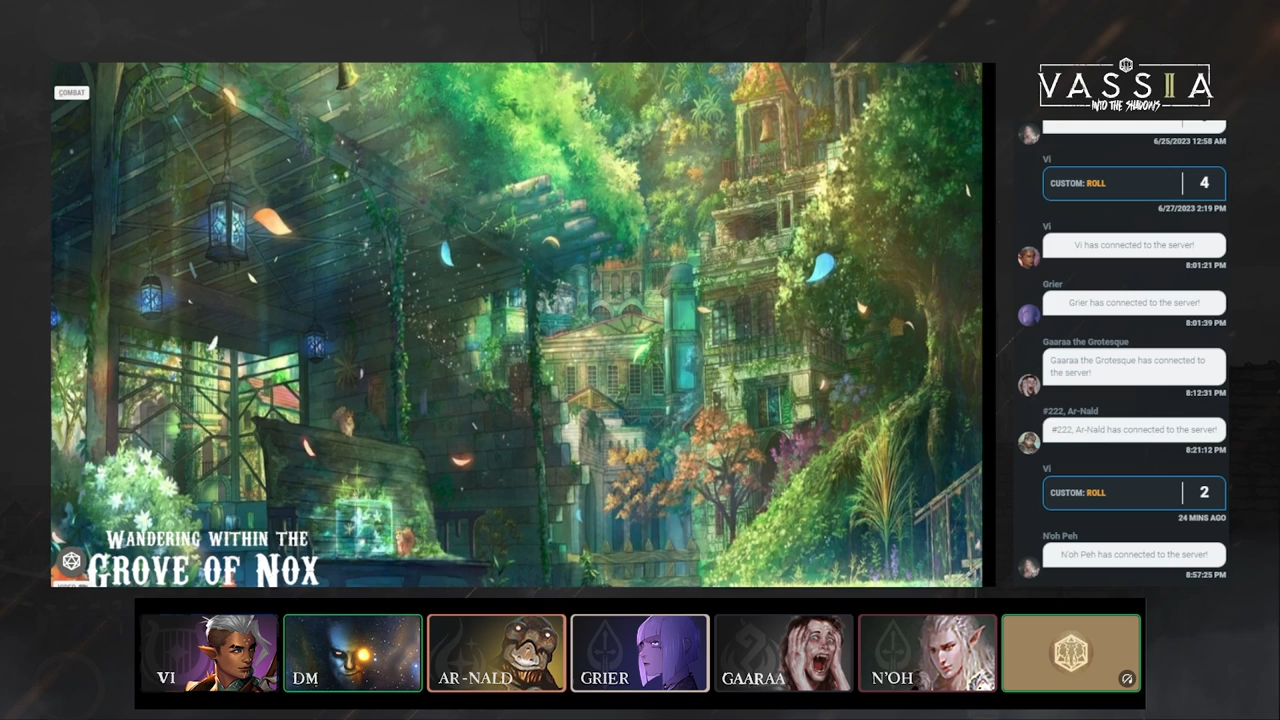 COMBAT
VASSIIA
INTO THE SHADOWS
6/25/2023 12:58 AM
Vi
CUSTOM: ROLL 4
6/27/2023 2:19 PM
Vi
Vi has connected to the server!
8:01:21 PM
Grier
Grier has connected to the server!
8:01:39 PM
Gaaraa the Grotesque
Gaaraa the Grotesque has connected to
the server!
8:12:31 PM
#222, Ar-Nald
#222, Ar-Nald has connected to the server!
8:21:12 PM
Vi
CUSTOM: ROLL 2
24 MINS AGO
N'oh Peh
N'oh Peh has connected to the server!
8:57:25 PM
WANDERING WITHIN THE
GROVE OF NOX
VI
DM
AR-NALD
GRIER
GAARAA
N'OH